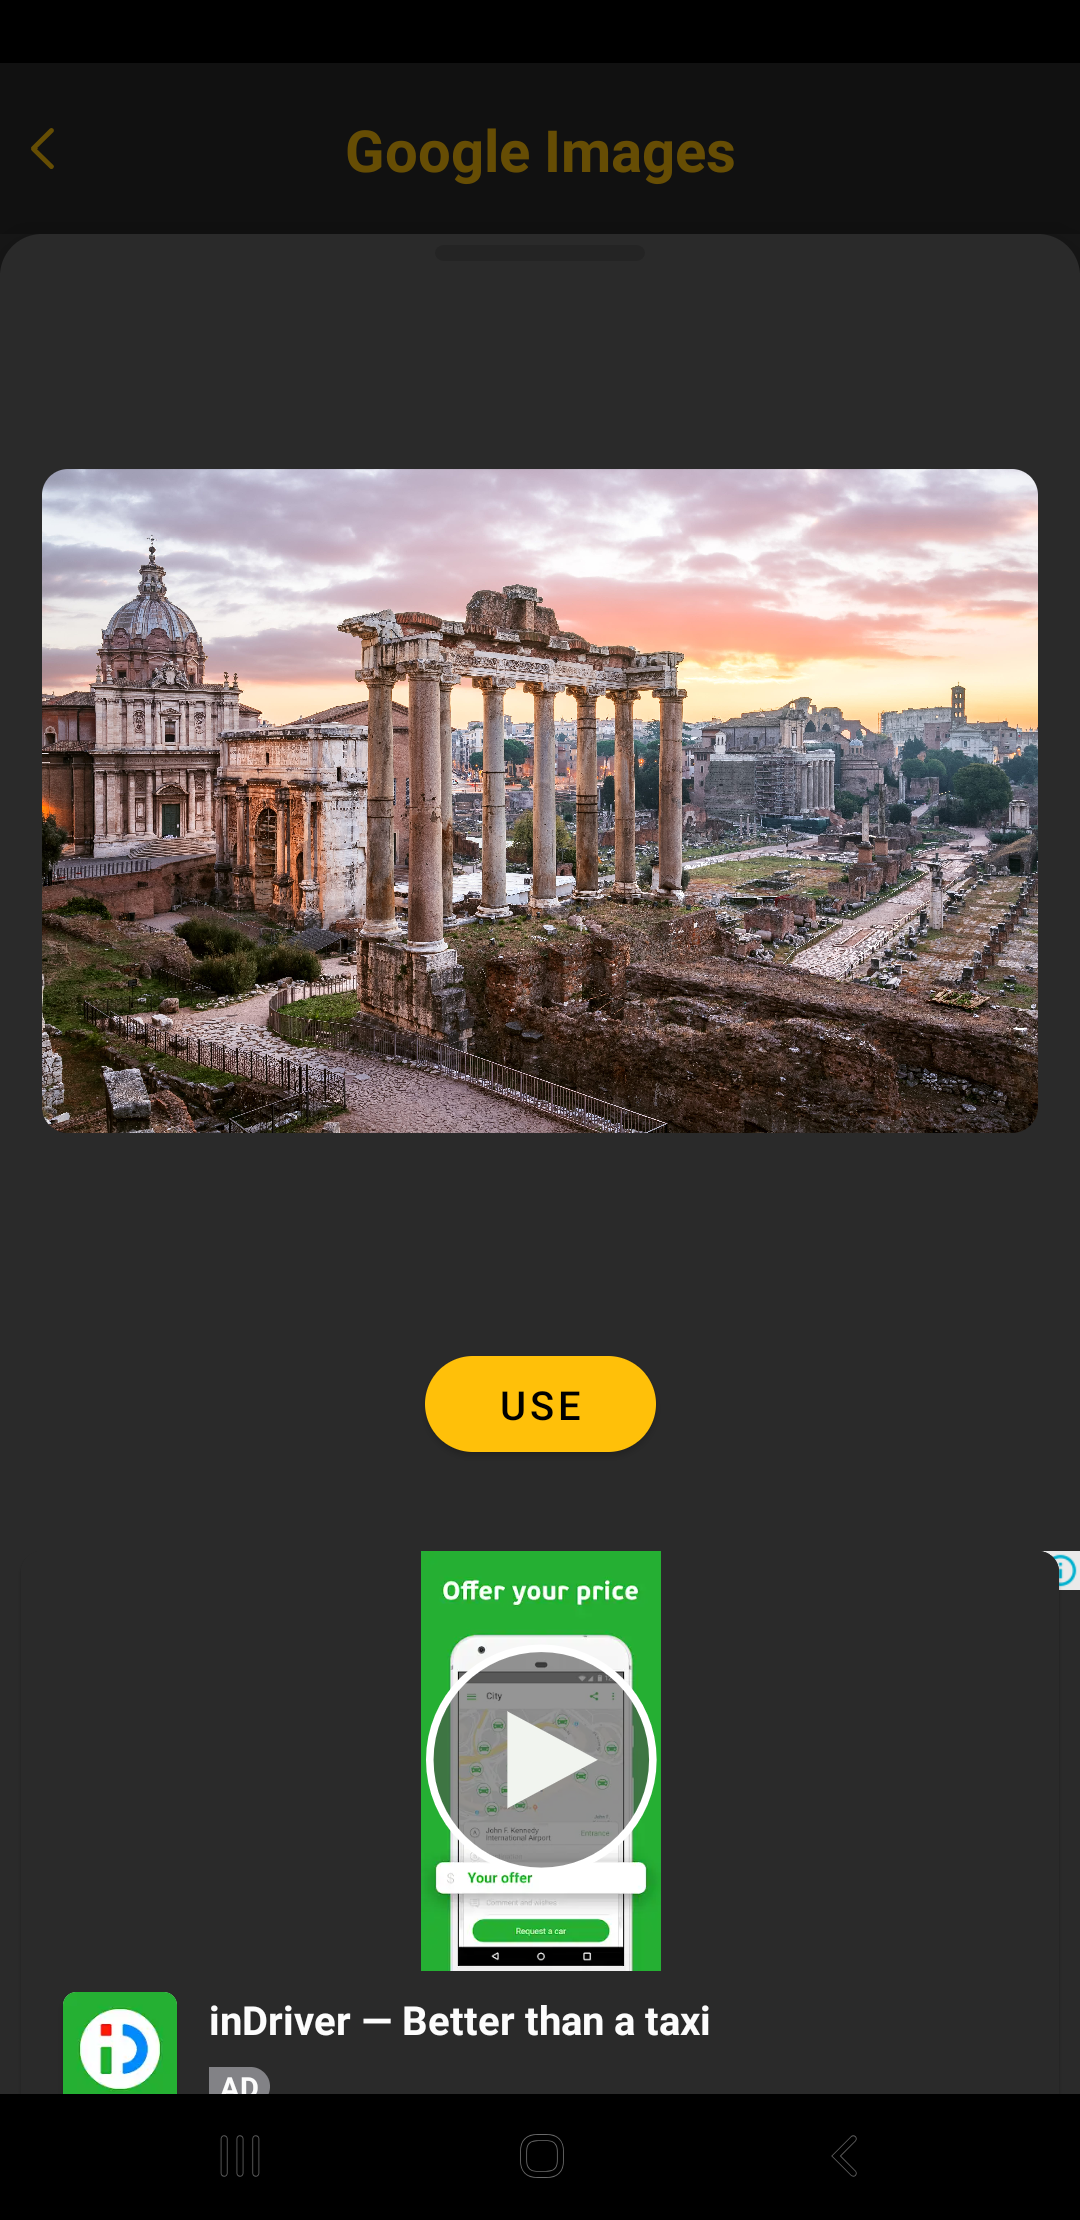 Google Images
USE
Offer your price
City
John F. Kennedy
International Airport
Entrance
$ Your offer
Comment and wishes
Request a car
inDriver — Better than a taxi
AD